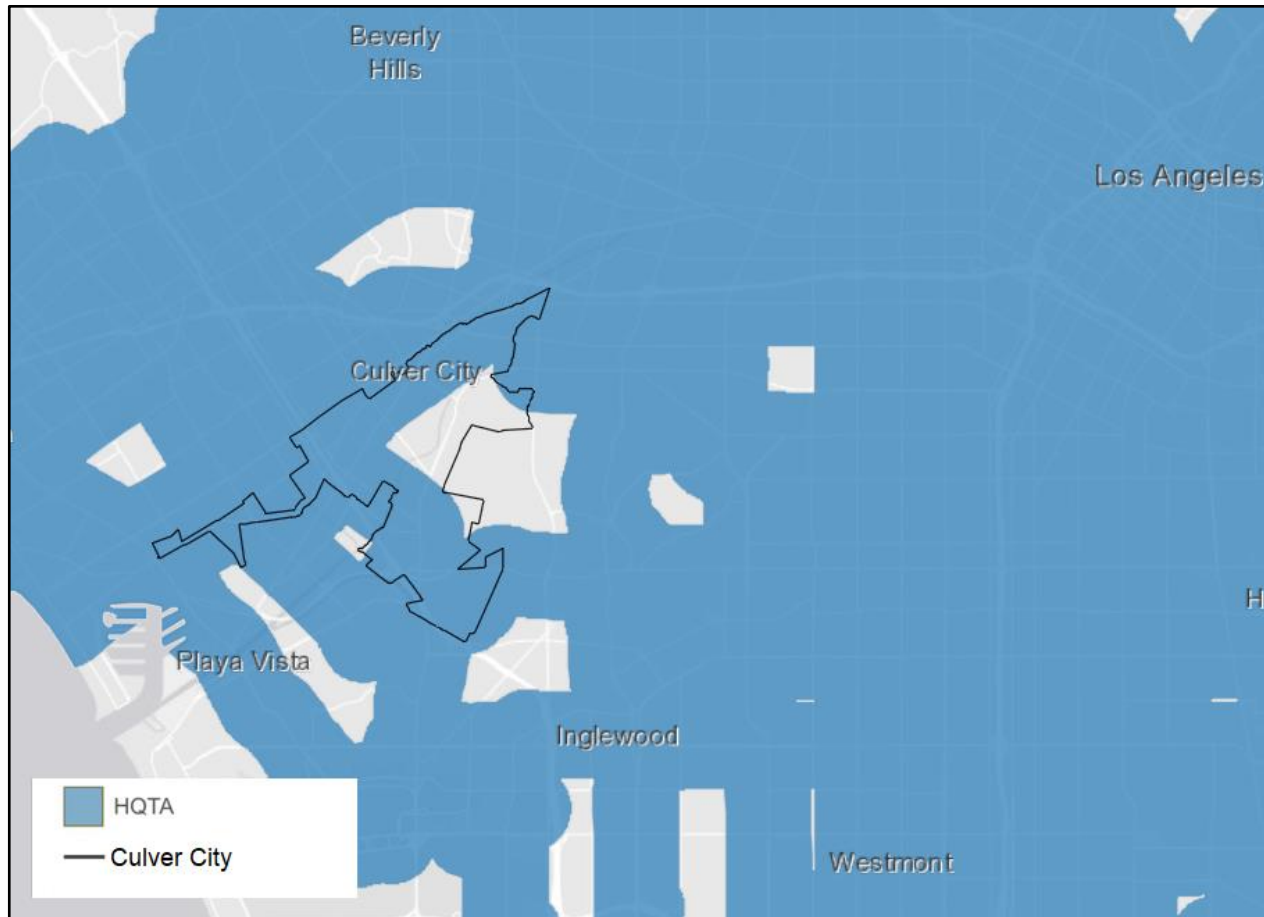 Beverly
Hills
Los Angeles
Culver City
H
Playa Vista
Inglewood
HQTA
Culver City
Westmont